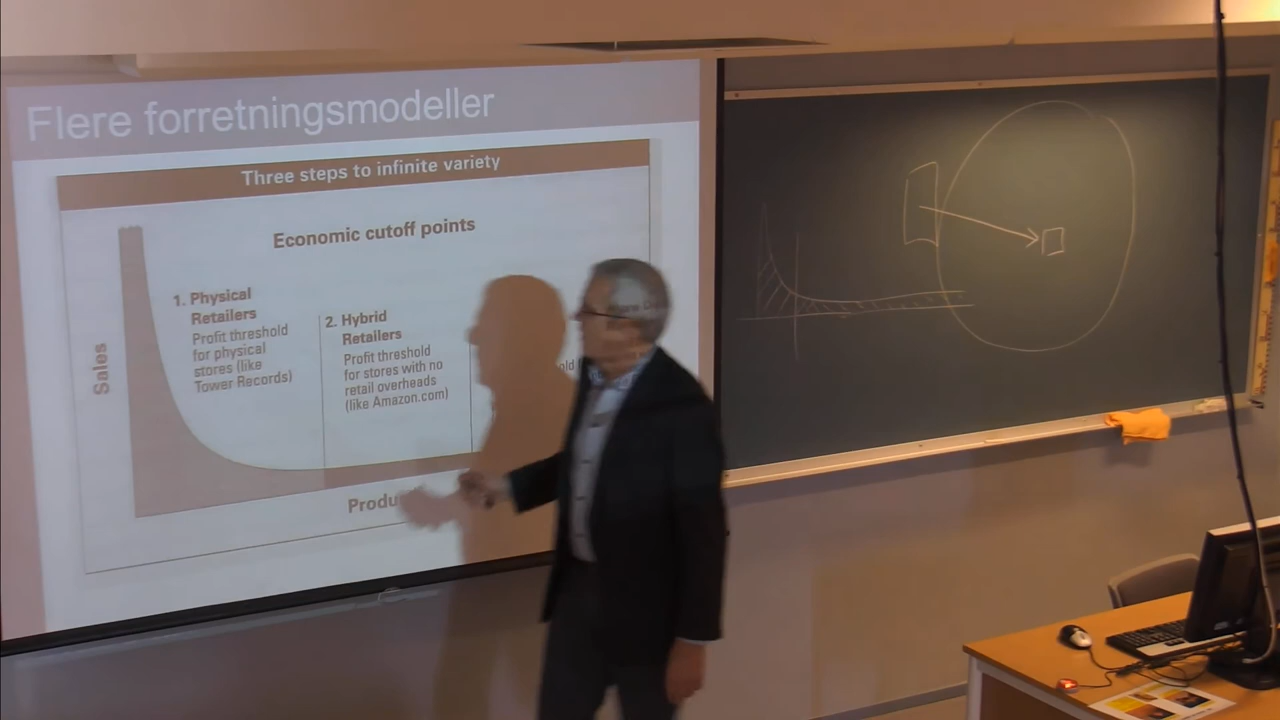 Flere forretningsmodeller
Three steps to infinite variety
Economic cutoff points
Sales
1. Physical
Retailers
Profit threshold
for physical
stores (like
Tower Records)
2. Hybrid
Retailers
Profit threshold
for stores with no
retail overheads
(like Amazon.com)